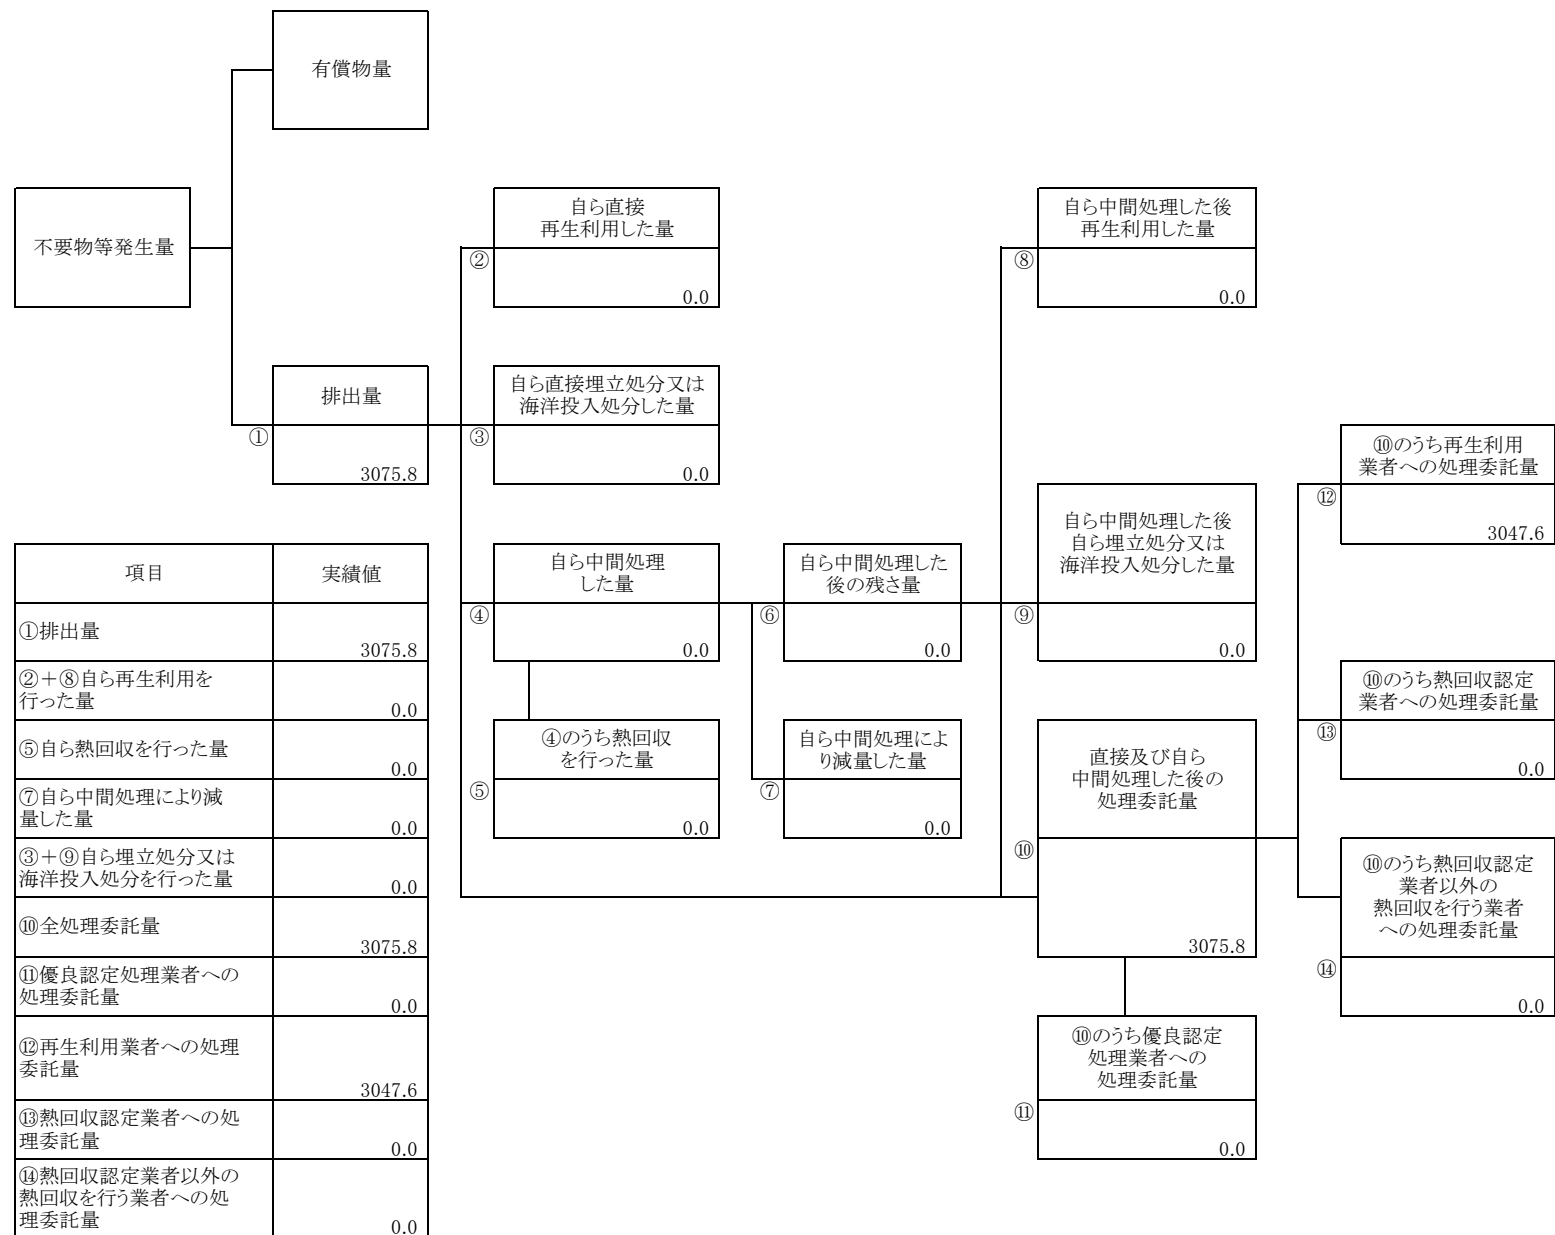 有償物量
不要物等発生量
自ら直接
再生利用した量
②
0.0
自ら中間処理した後
再生利用した量
⑧
0.0
排出量
①
3075.8
自ら直接埋立処分又は
海洋投入処分した量
③
0.0
⑩のうち再生利用
業者への処理委託量
⑫
3047.6
自ら中間処理
した量
④
0.0
自ら中間処理した
後の残さ量
⑥
0.0
自ら中間処理した後
自ら埋立処分又は
海洋投入処分した量
⑨
0.0
④のうち熱回収
を行った量
⑤
0.0
自ら中間処理によ
り減量した量
⑦
0.0
直接及び自ら
中間処理した後の
処理委託量
⑩
3075.8
⑩のうち熱回収認定
業者への処理委託量
⑬
0.0
⑩のうち熱回収認定
業者以外の
熱回収を行う業者
への処理委託量
⑭
0.0
⑩のうち優良認定
処理業者への
処理委託量
⑪
0.0
項目 実績値
①排出量
3075.8
②+⑧自ら再生利用を
行った量
0.0
⑤自ら熱回収を行った量
0.0
⑦自ら中間処理により減
量した量
0.0
③+⑨自ら埋立処分又は
海洋投入処分を行った量
0.0
⑩全処理委託量
3075.8
⑪優良認定処理業者への
処理委託量
0.0
⑫再生利用業者への処理
委託量
3047.6
⑬熱回収認定業者への処
理委託量
0.0
⑭熱回収認定業者以外の
熱回収を行う業者への処
理委託量
0.0